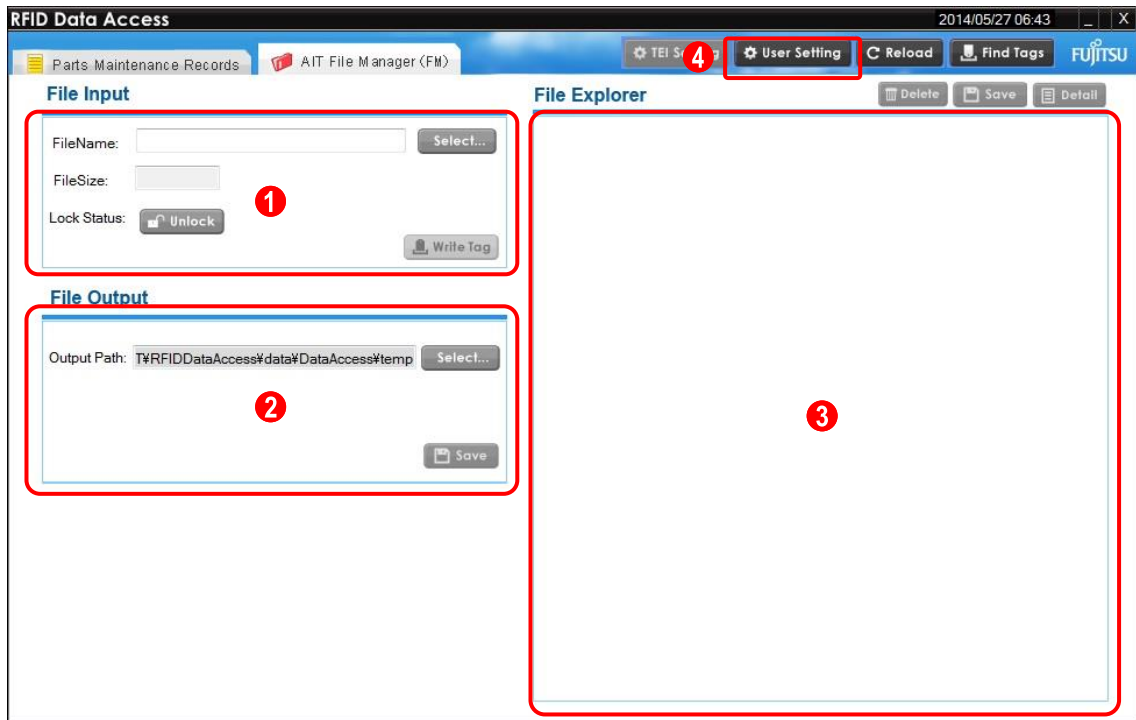 RFID Data Access 2014/05/27 06:43 _ X
Parts Maintenance Records AIT File Manager(FM) TEI S 4 g User Setting Reload Find Tags FUJITSU
File Input File Explorer Delete Save Detail
FileName: Select...
FileSize:
1
Lock Status: Unlock
Write Tag
File Output
Output Path: T¥RFIDDataAccess¥data¥DataAccess¥temp Select...
2 3
Save